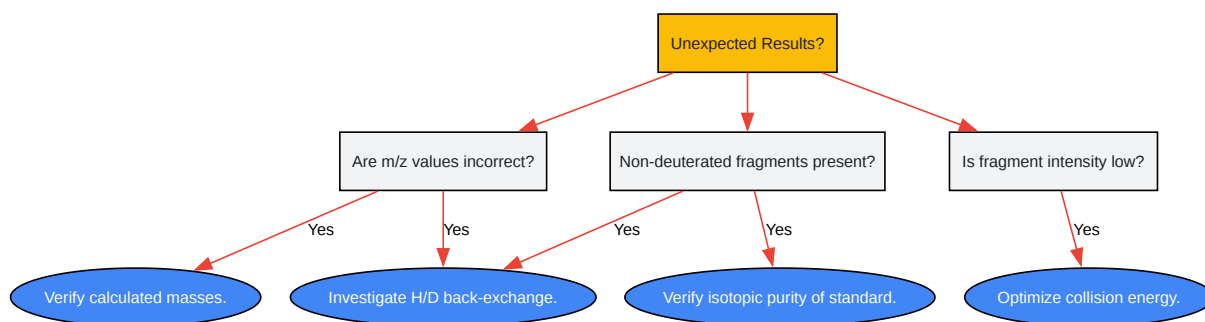 Unexpected Results?
Are m/z values incorrect?
Non-deuterated fragments present?
Is fragment intensity low?
Yes
Yes
Yes
Yes
Yes
Verify calculated masses.
Investigate H/D back-exchange.
Verify isotopic purity of standard.
Optimize collision energy.